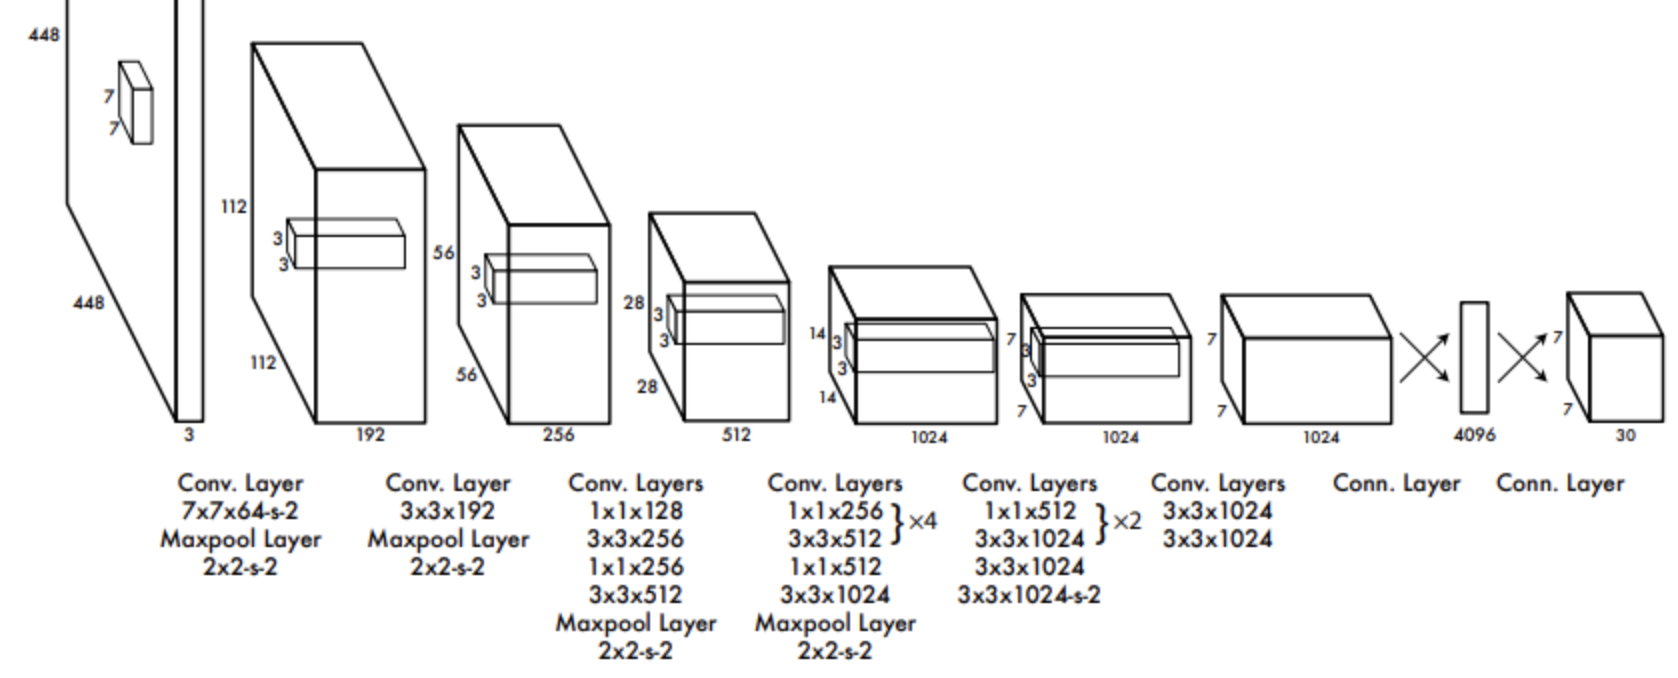 448
7
7
448
3
112
3
3
112
192
56
3
3
56
256
28
3
3
28
512
14
3
3
14
1024
7
3
3
7
1024
7
7
1024
4096
7
7
30
Conv. Layer
7x7x64-s-2
Maxpool Layer
2x2-s-2
Conv. Layer
3x3x192
Maxpool Layer
2x2-s-2
Conv. Layers
1x1x128
3x3x256
1x1x256
3x3x512
Maxpool Layer
2x2-s-2
Conv. Layers
1x1x256
3x3x512
}×4
1x1x512
3x3x1024
Maxpool Layer
2x2-s-2
Conv. Layers
1x1x512
3x3x1024
}×2
3x3x1024
3x3x1024-s-2
Conv. Layers
3x3x1024
3x3x1024
Conn. Layer
Conn. Layer